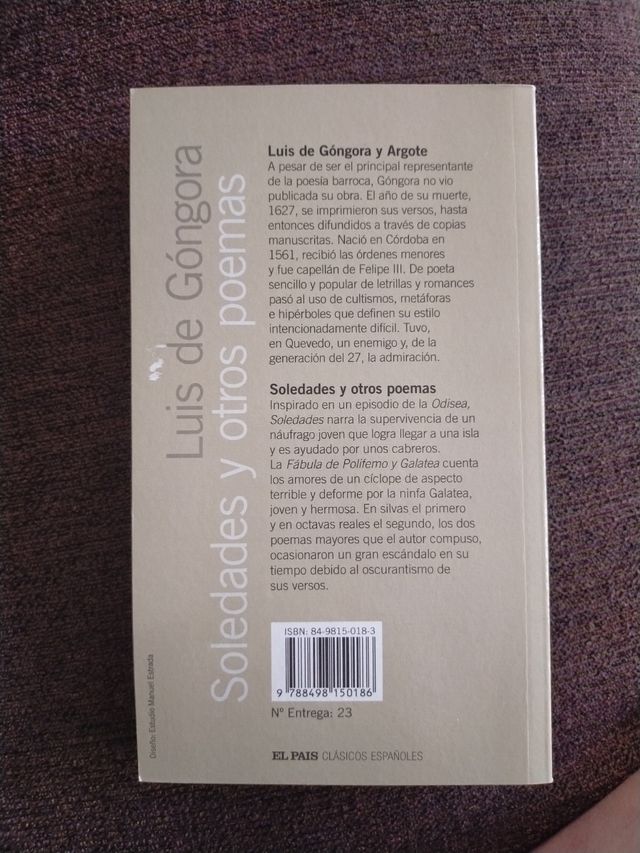 Luis de Góngora
Soledades y otros poemas
Luis de Góngora y Argote
A pesar de ser el principal representante
de la poesía barroca, Góngora no vio
publicada su obra. El año de su muerte,
1627, se imprimieron sus versos, hasta
entonces difundidos a través de copias
manuscritas. Nació en Córdoba en
1561, recibió las órdenes menores
y fue capellán de Felipe III. De poeta
sencillo y popular de letrillas y romances
pasó al uso de cultismos, metáforas
e hipérboles que definen su estilo
intencionadamente difícil. Tuvo,
en Quevedo, un enemigo y, de la
generación del 27, la admiración.
Soledades y otros poemas
Inspirado en un episodio de la Odisea,
Soledades narra la supervivencia de un
náufrago joven que logra llegar a una isla
y es ayudado por unos cabreros.
La Fábula de Polifemo y Galatea cuenta
los amores de un cíclope de aspecto
terrible y deforme por la ninfa Galatea,
joven y hermosa. En silvas el primero
y en octavas reales el segundo, los dos
poemas mayores que el autor compuso,
ocasionaron un gran escándalo en su
tiempo debido al oscurantismo de
sus versos.
ISBN: 84-9815-018-3
9 788498 150186
Nº Entrega: 23
EL PAIS CLÁSICOS ESPAÑOLES
Diseño: Estudio Manuel Estrada